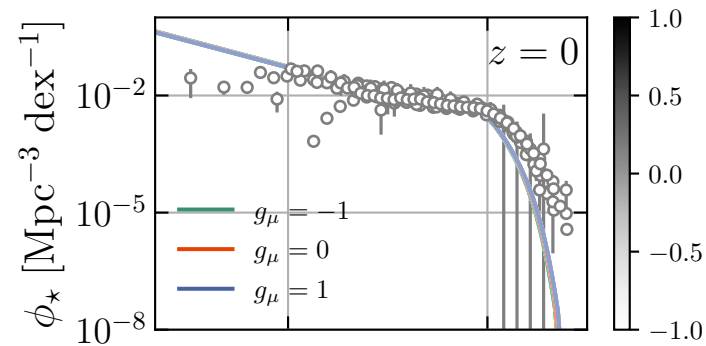 ϕ⋆ [Mpc⁻³ dex⁻¹]
10⁻²
10⁻⁵
10⁻⁸
z = 0
g_μ = −1
g_μ = 0
g_μ = 1
1.0
0.5
0.0
−0.5
−1.0